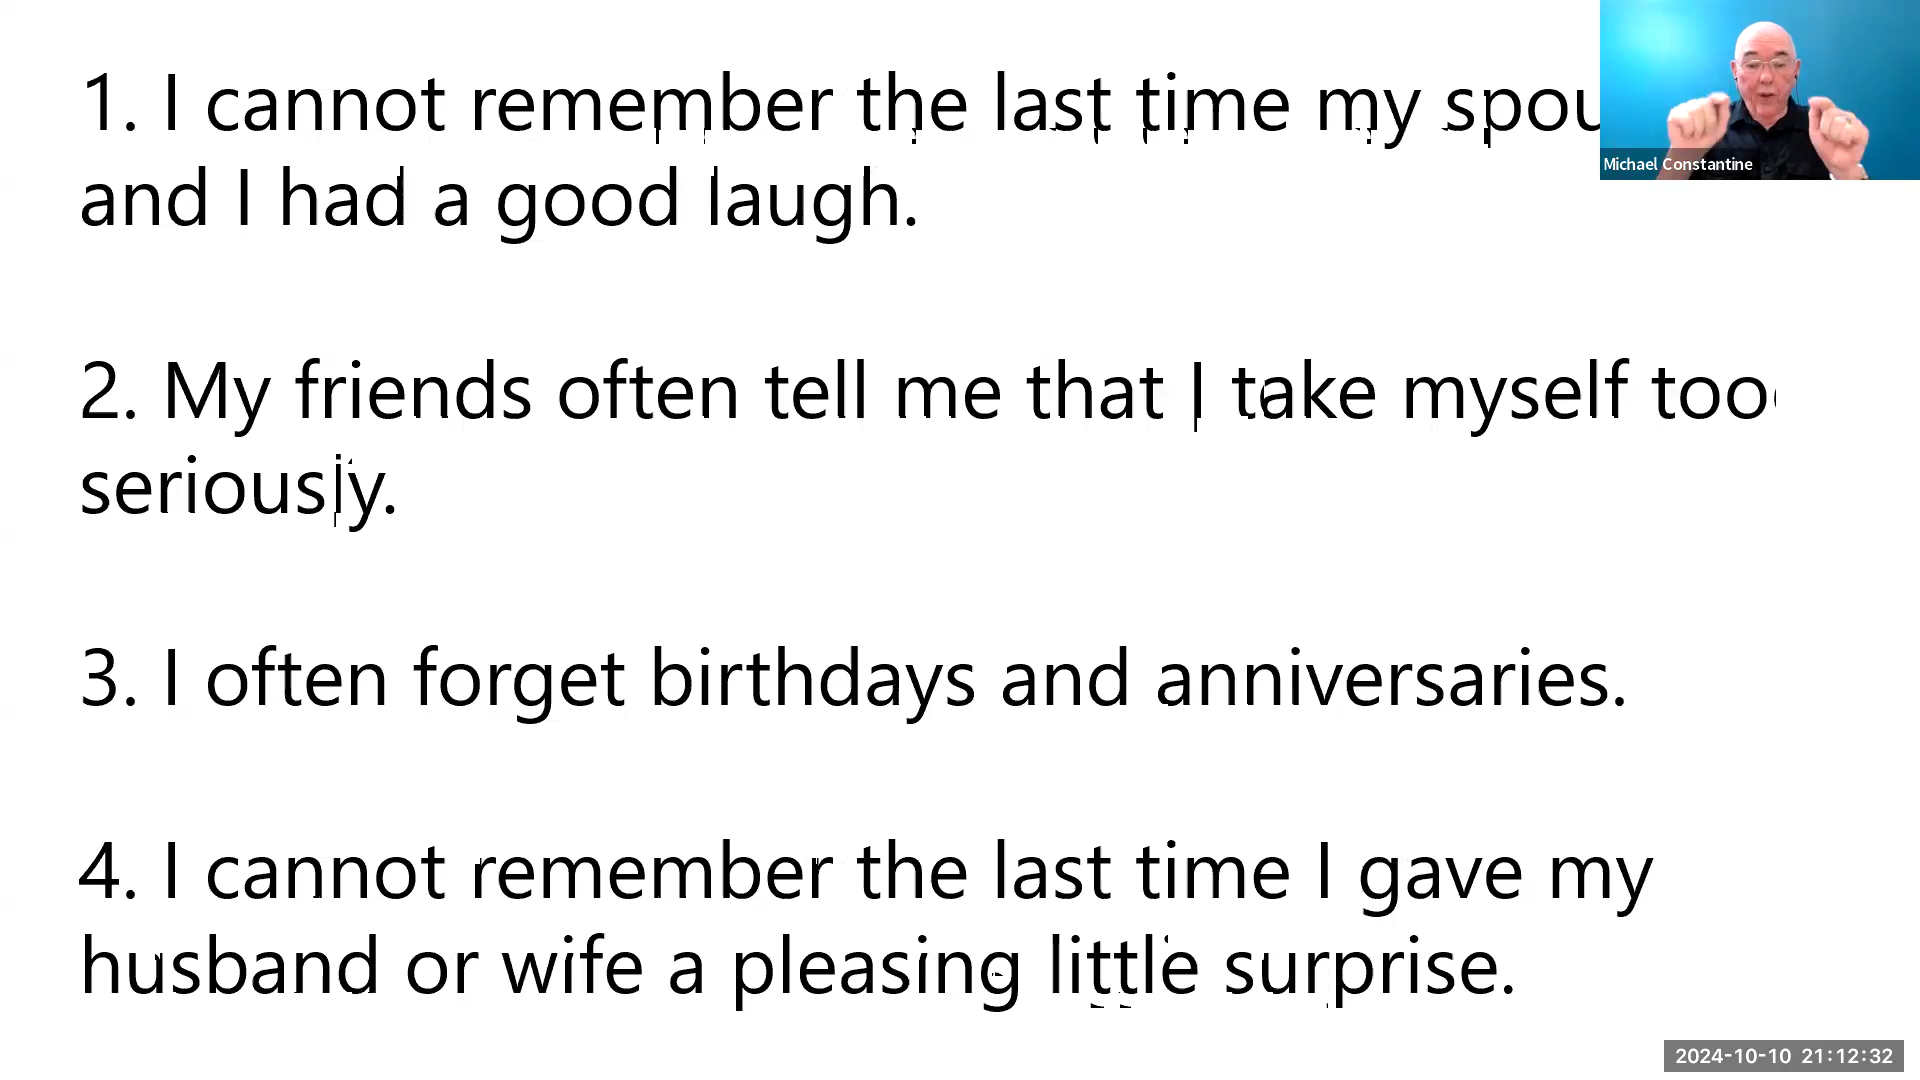 1. I cannot remember the last time my spou
and I had a good laugh.
2. My friends often tell me that I take myself too
seriously.
3. I often forget birthdays and anniversaries.
4. I cannot remember the last time I gave my
husband or wife a pleasing little surprise.
Michael Constantine
2024-10-10 21:12:32